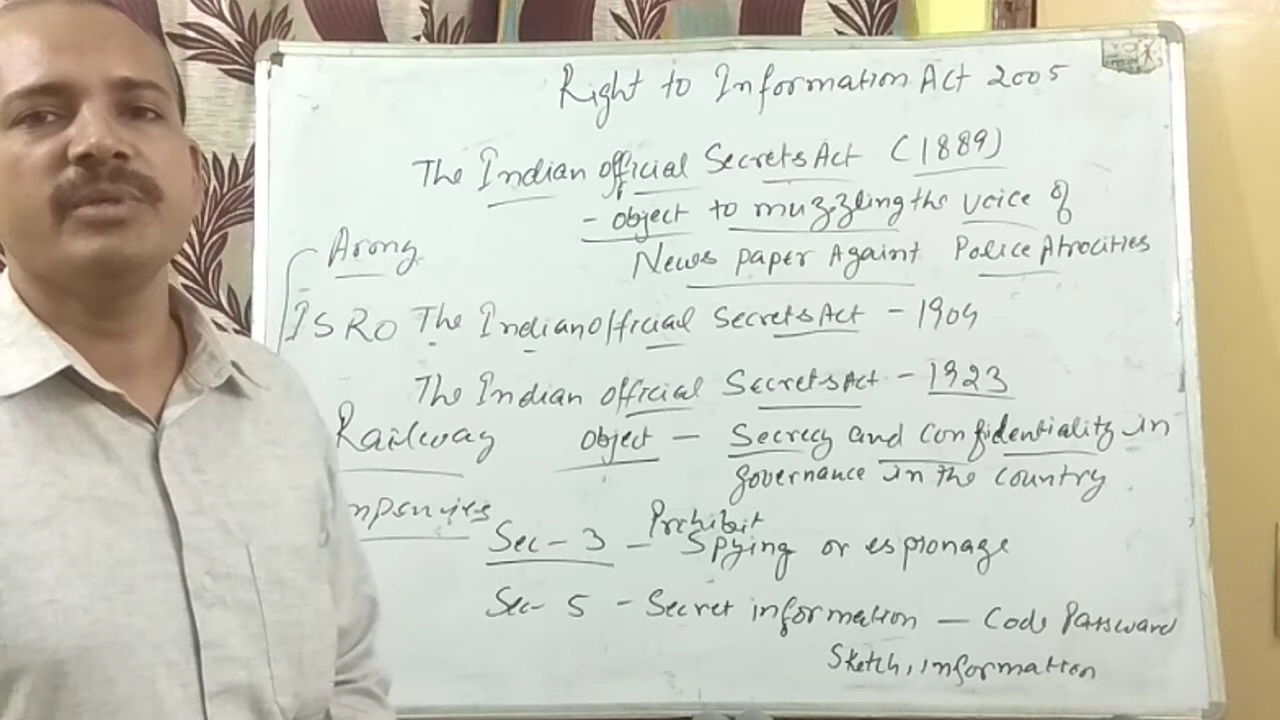 Right to Information Act 2005
The Indian official Secrets Act (1889)
- object to muzzling the voice of
News paper Against Police Atrocities
Arony
ISRO The Indian official Secrets Act - 1904
The Indian official Secrets Act - 1923
Railway object - Secrecy and Confidentiality in
governance in the country
Prohibit
Sec-3 - Spying or espionage
Sec- 5 - Secret information - Code Passward
Sketch, information